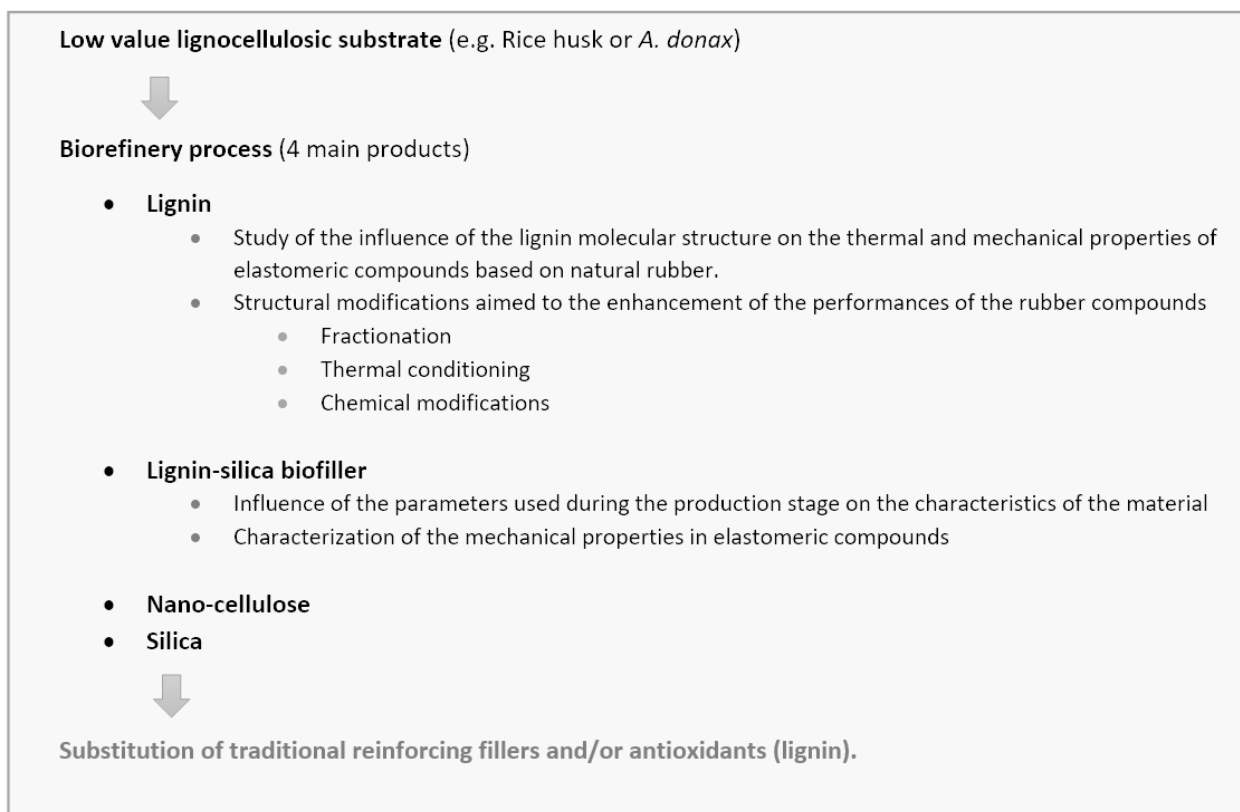 Low value lignocellulosic substrate (e.g. Rice husk or A. donax)
Biorefinery process (4 main products)
• Lignin
• Study of the influence of the lignin molecular structure on the thermal and mechanical properties of
elastomeric compounds based on natural rubber.
• Structural modifications aimed to the enhancement of the performances of the rubber compounds
• Fractionation
• Thermal conditioning
• Chemical modifications
• Lignin-silica biofiller
• Influence of the parameters used during the production stage on the characteristics of the material
• Characterization of the mechanical properties in elastomeric compounds
• Nano-cellulose
• Silica
Substitution of traditional reinforcing fillers and/or antioxidants (lignin).